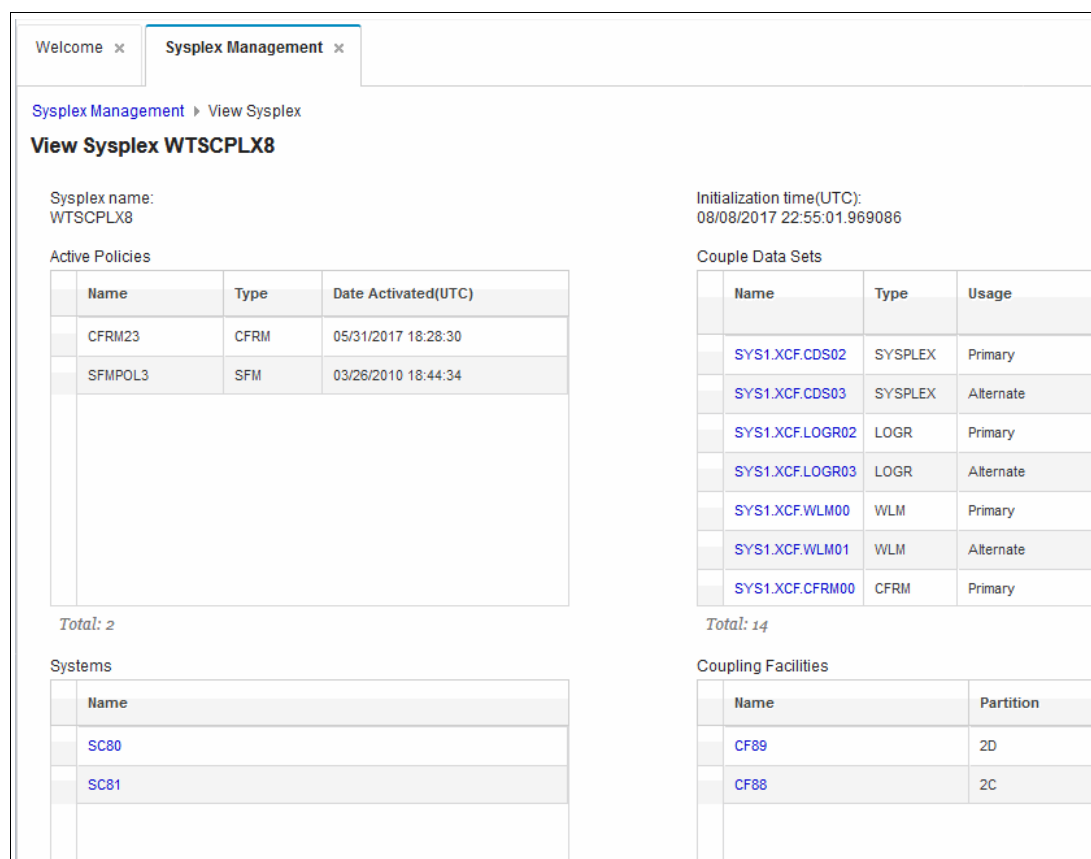 Welcome × Sysplex Management ×
Sysplex Management View Sysplex
View Sysplex WTSCPLX8
Sysplex name:
WTSCPLX8
Initialization time(UTC):
08/08/2017 22:55:01.969086
Active Policies
Name Type Date Activated(UTC)
CFRM23 CFRM 05/31/2017 18:28:30
SFMPOL3 SFM 03/26/2010 18:44:34
Total: 2
Couple Data Sets
Name Type Usage
SYS1.XCF.CDS02 SYSPLEX Primary
SYS1.XCF.CDS03 SYSPLEX Alternate
SYS1.XCF.LOGR02 LOGR Primary
SYS1.XCF.LOGR03 LOGR Alternate
SYS1.XCF.WLM00 WLM Primary
SYS1.XCF.WLM01 WLM Alternate
SYS1.XCF.CFRM00 CFRM Primary
Total: 14
Systems
Name
SC80
SC81
Coupling Facilities
Name Partition
CF89 2D
CF88 2C